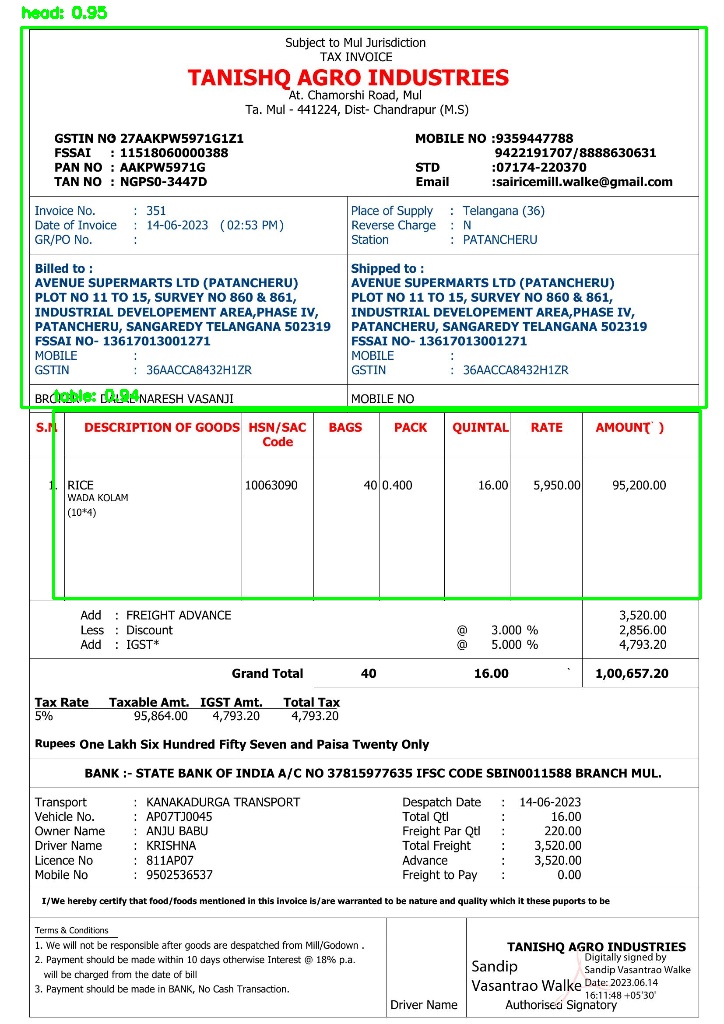 head: 0.95
Subject to Mul Jurisdiction
TAX INVOICE
TANISHQ AGRO INDUSTRIES
At. Chamorshi Road, Mul
Ta. Mul - 441224, Dist- Chandrapur (M.S)
GSTIN NO : 27AAKPW5971G1Z1 MOBILE NO :9359447788
FSSAI : 11518060000388 9422191707/8888630631
PAN NO : AAKPW5971G STD :07174-220370
TAN NO : NGPS0-3447D Email :sairicemill.walke@gmail.com
Invoice No. : 351 Place of Supply : Telangana (36)
Date of Invoice : 14-06-2023 (02:53 PM) Reverse Charge : N
GR/PO No. : Station : PATANCHERU
Billed to : Shipped to :
AVENUE SUPERMARTS LTD (PATANCHERU) AVENUE SUPERMARTS LTD (PATANCHERU)
PLOT NO 11 TO 15, SURVEY NO 860 & 861, PLOT NO 11 TO 15, SURVEY NO 860 & 861,
INDUSTRIAL DEVELOPEMENT AREA,PHASE IV, INDUSTRIAL DEVELOPEMENT AREA,PHASE IV,
PATANCHERU, SANGAREDY TELANGANA 502319 PATANCHERU, SANGAREDY TELANGANA 502319
FSSAI NO- 13617013001271 FSSAI NO- 13617013001271
MOBILE : MOBILE :
GSTIN : 36AACCA8432H1ZR GSTIN : 36AACCA8432H1ZR
table: 0.94
NARESH VASANJI MOBILE NO
S.N DESCRIPTION OF GOODS HSN/SAC Code BAGS PACK QUINTAL RATE AMOUNT(` )
1. RICE 10063090 40 0.400 16.00 5,950.00 95,200.00
WADA KOLAM
(10*4)
Add : FREIGHT ADVANCE 3,520.00
Less : Discount @ 3.000 % 2,856.00
Add : IGST* @ 5.000 % 4,793.20
Grand Total 40 16.00 ` 1,00,657.20
Tax Rate Taxable Amt. IGST Amt. Total Tax
5% 95,864.00 4,793.20 4,793.20
Rupees One Lakh Six Hundred Fifty Seven and Paisa Twenty Only
BANK :- STATE BANK OF INDIA A/C NO 37815977635 IFSC CODE SBIN0011588 BRANCH MUL.
Transport : KANAKADURGA TRANSPORT Despatch Date : 14-06-2023
Vehicle No. : AP07TJ0045 Total Qtl : 16.00
Owner Name : ANJU BABU Freight Par Qtl : 220.00
Driver Name : KRISHNA Total Freight : 3,520.00
Licence No : 811AP07 Advance : 3,520.00
Mobile No : 9502536537 Freight to Pay : 0.00
I/We hereby certify that food/foods mentioned in this invoice is/are warranted to be nature and quality which it these puports to be
Terms & Conditions
1. We will not be responsible after goods are despatched from Mill/Godown .
2. Payment should be made within 10 days otherwise Interest @ 18% p.a.
will be charged from the date of bill
3. Payment should be made in BANK, No Cash Transaction.
Driver Name
TANISHQ AGRO INDUSTRIES
Sandip
Vasantrao Walke
Digitally signed by
Sandip Vasantrao Walke
Date: 2023.06.14
16:11:48 +05'30'
Authorised Signatory